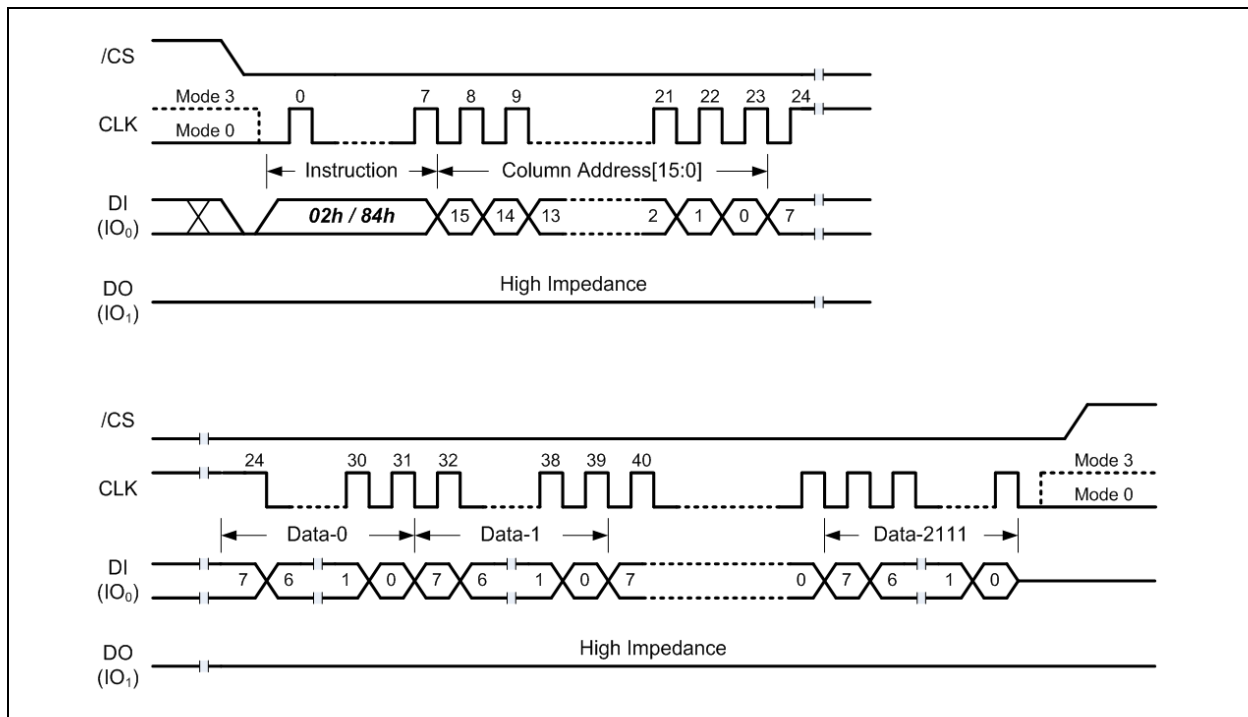 /CS
Mode 3 0 7 8 9 21 22 23 24
CLK
Mode 0
Instruction Column Address[15:0]
DI
(IO₀)
02h / 84h 15 14 13 2 1 0 7
High Impedance
DO
(IO₁)
/CS
24 30 31 32 38 39 40 Mode 3
CLK
Mode 0
Data-0 Data-1 Data-2111
DI
(IO₀)
7 6 1 0 7 6 1 0 7 0 7 6 1 0
High Impedance
DO
(IO₁)